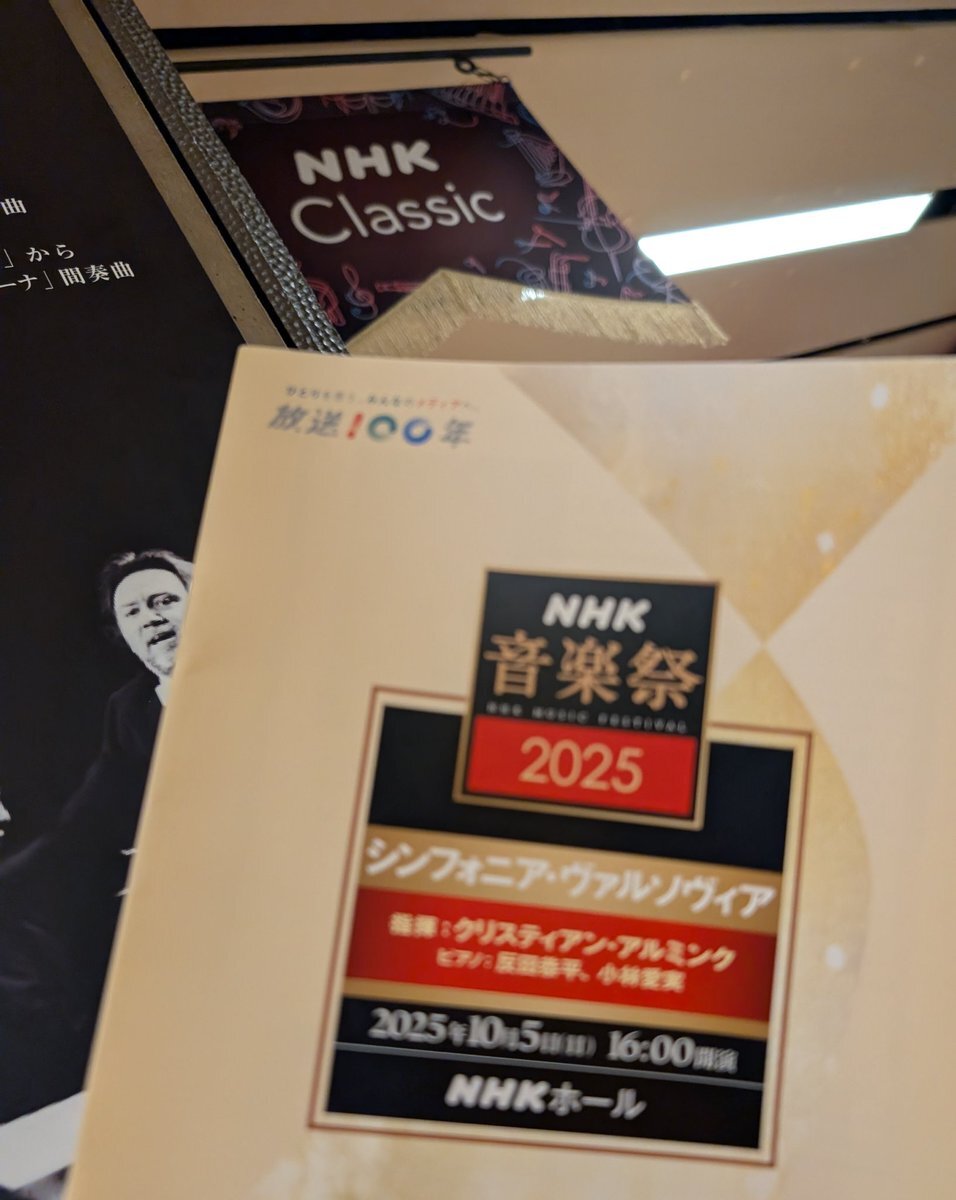 曲
」から
ーナ」間奏曲
NHK
Classic
放送100年
NHK
音楽祭
NHK MUSIC FESTIVAL
2025
シンフォニア・ヴァルソヴィア
指揮：クリスティアン・アルミンク
ピアノ：反田恭平、小林愛実
2025年10月5日(日) 16:00開演
NHKホール